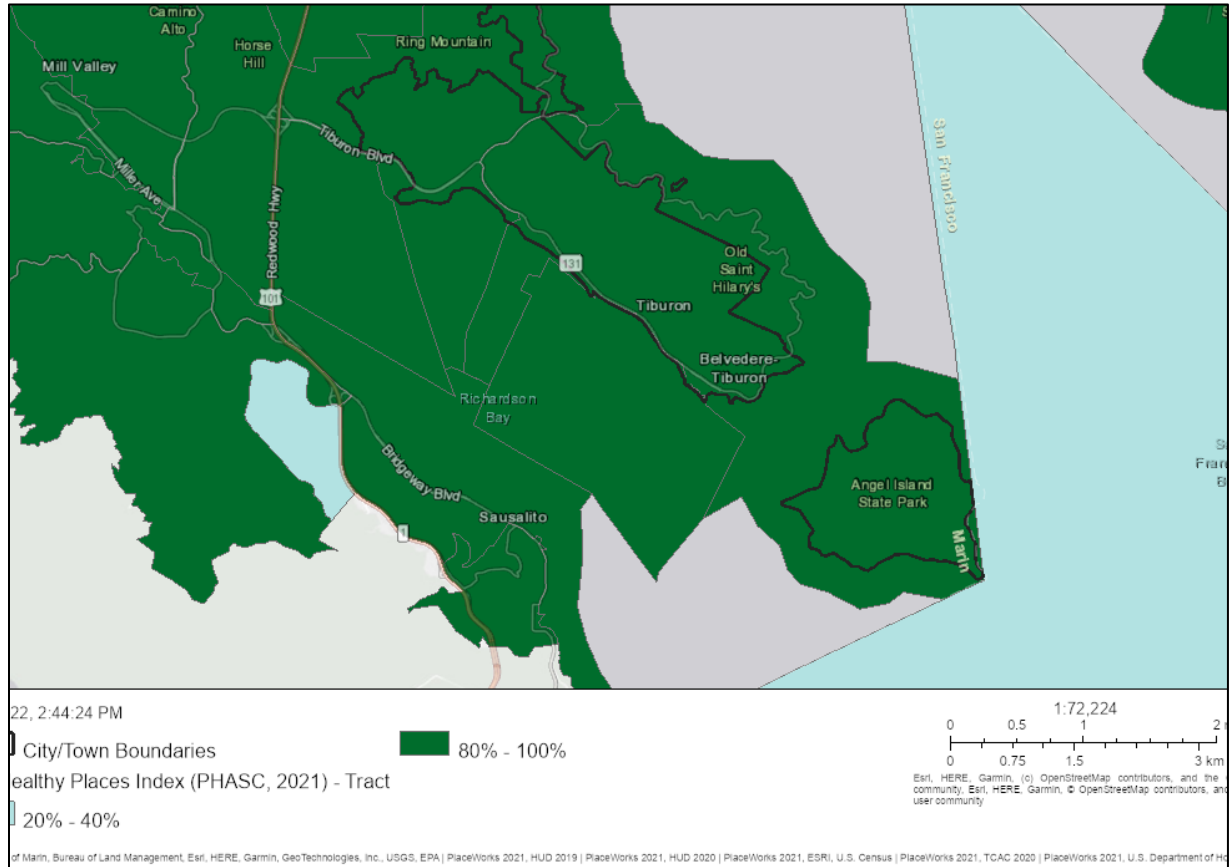 Camino
Alto
Horse
Hill
Ring Mountain
Mill Valley
Tiburon Blvd
Miller Ave
Redwood Hwy
San Francisco
101
131
Old
Saint
Hilary's
Tiburon
Belvedere-
Tiburon
Richardson
Bay
Bridgeway Blvd
Angel Island
State Park
Sausalito
1
Marin
22, 2:44:24 PM
City/Town Boundaries
80% - 100%
ealthy Places Index (PHASC, 2021) - Tract
20% - 40%
1:72,224
0 0.5 1 2
0 0.75 1.5 3 km
Esri, HERE, Garmin, (c) OpenStreetMap contributors, and the
community, Esri, HERE, Garmin, © OpenStreetMap contributors, and
user community
of Marin, Bureau of Land Management, Esri, HERE, Garmin, GeoTechnologies, Inc., USGS, EPA | PlaceWorks 2021, HUD 2019 | PlaceWorks 2021, HUD 2020 | PlaceWorks 2021, ESRI, U.S. Census | PlaceWorks 2021, TCAC 2020 | PlaceWorks 2021, U.S. Department of